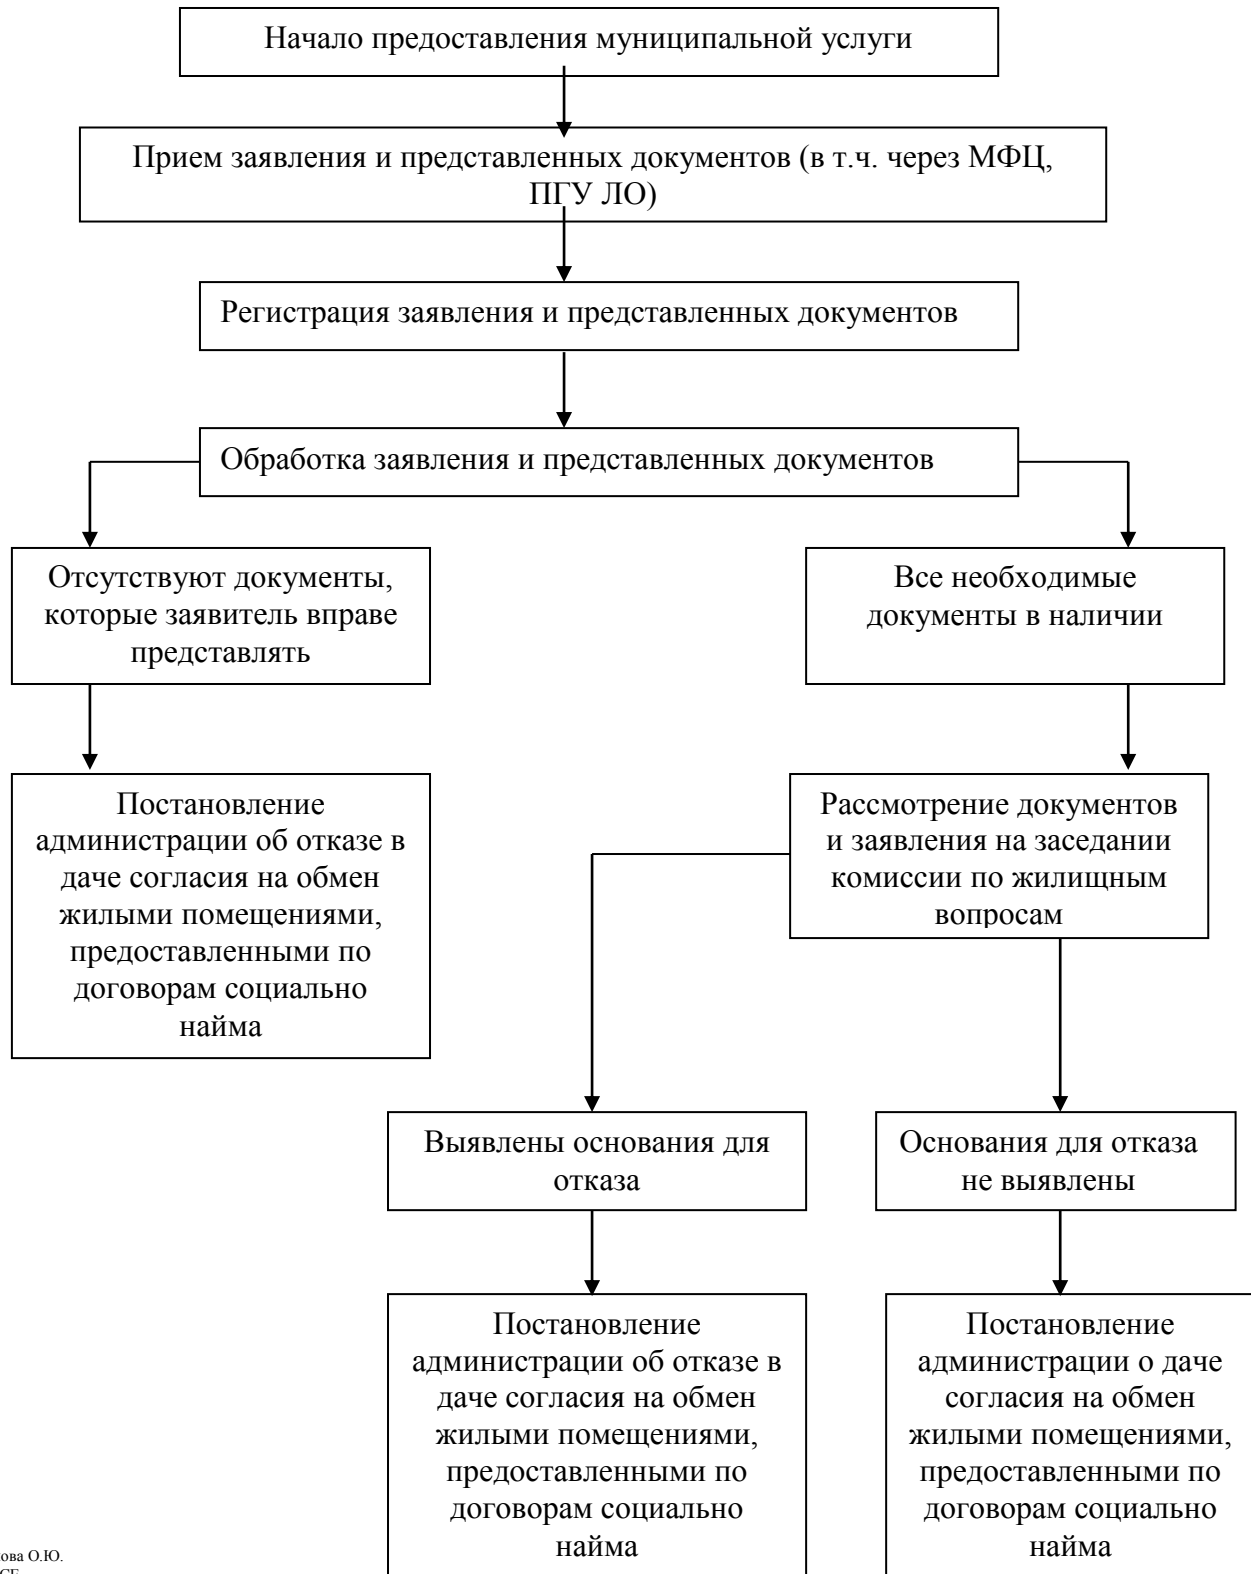 Начало предоставления муниципальной услуги
Прием заявления и представленных документов (в т.ч. через МФЦ,
ПГУ ЛО)
Регистрация заявления и представленных документов
Обработка заявления и представленных документов
Отсутствуют документы,
которые заявитель вправе
представлять
Все необходимые
документы в наличии
Постановление
администрации об отказе в
даче согласия на обмен
жилыми помещениями,
предоставленными по
договорам социально
найма
Рассмотрение документов
и заявления на заседании
комиссии по жилищным
вопросам
Выявлены основания для
отказа
Основания для отказа
не выявлены
Постановление
администрации об отказе в
даче согласия на обмен
жилыми помещениями,
предоставленными по
договорам социально
найма
Постановление
администрации о даче
согласия на обмен
жилыми помещениями,
предоставленными по
договорам социально
найма
ова О.Ю.